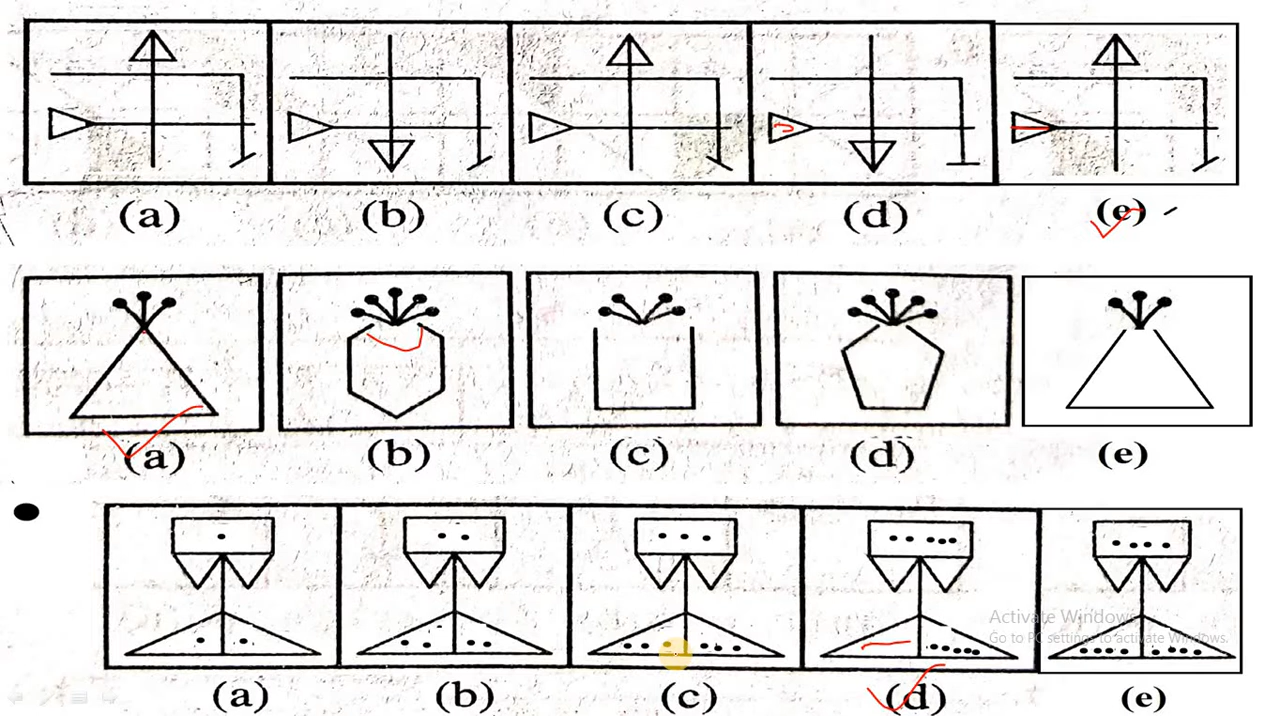 (a) (b) (c) (d) (e)
(a) (b) (c) (d) (e)
Activate Windows
Go to PC settings to activate Windows.
(a) (b) (c) (d) (e)